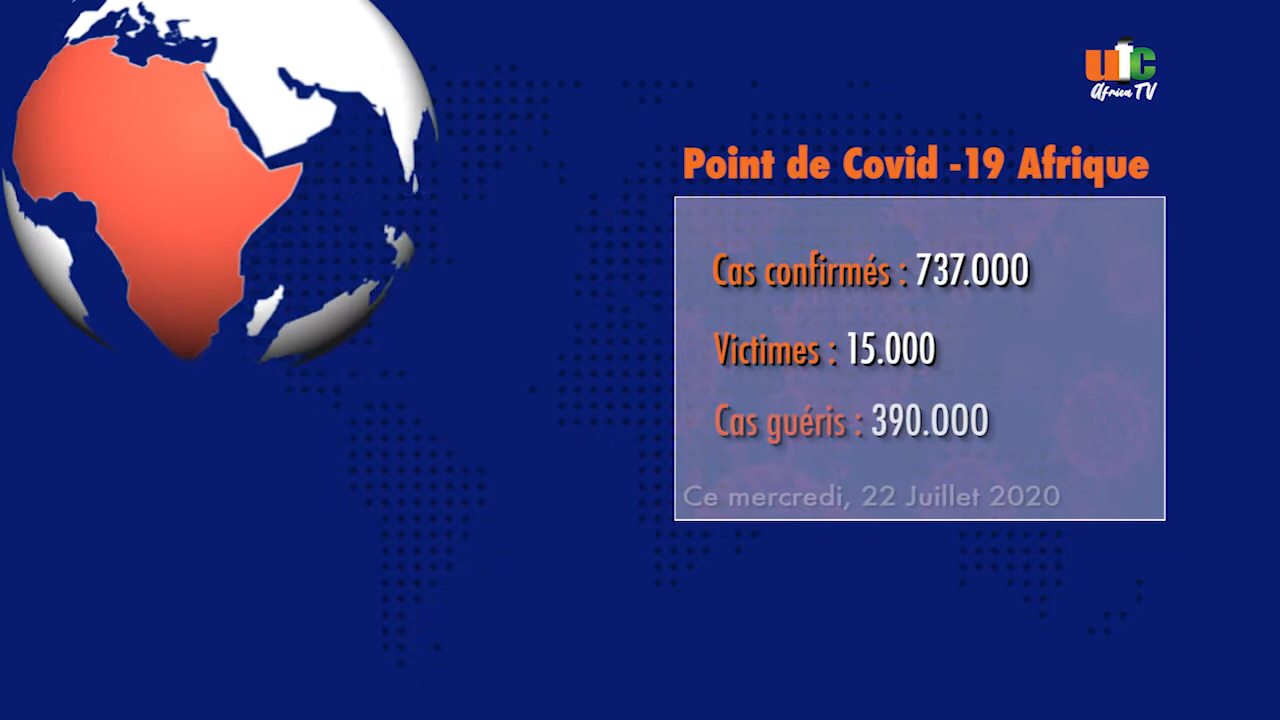 ufc
Africa TV
Point de Covid -19 Afrique
Cas confirmés : 737.000
Victimes : 15.000
Cas guéris : 390.000
Ce mercredi, 22 Juillet 2020